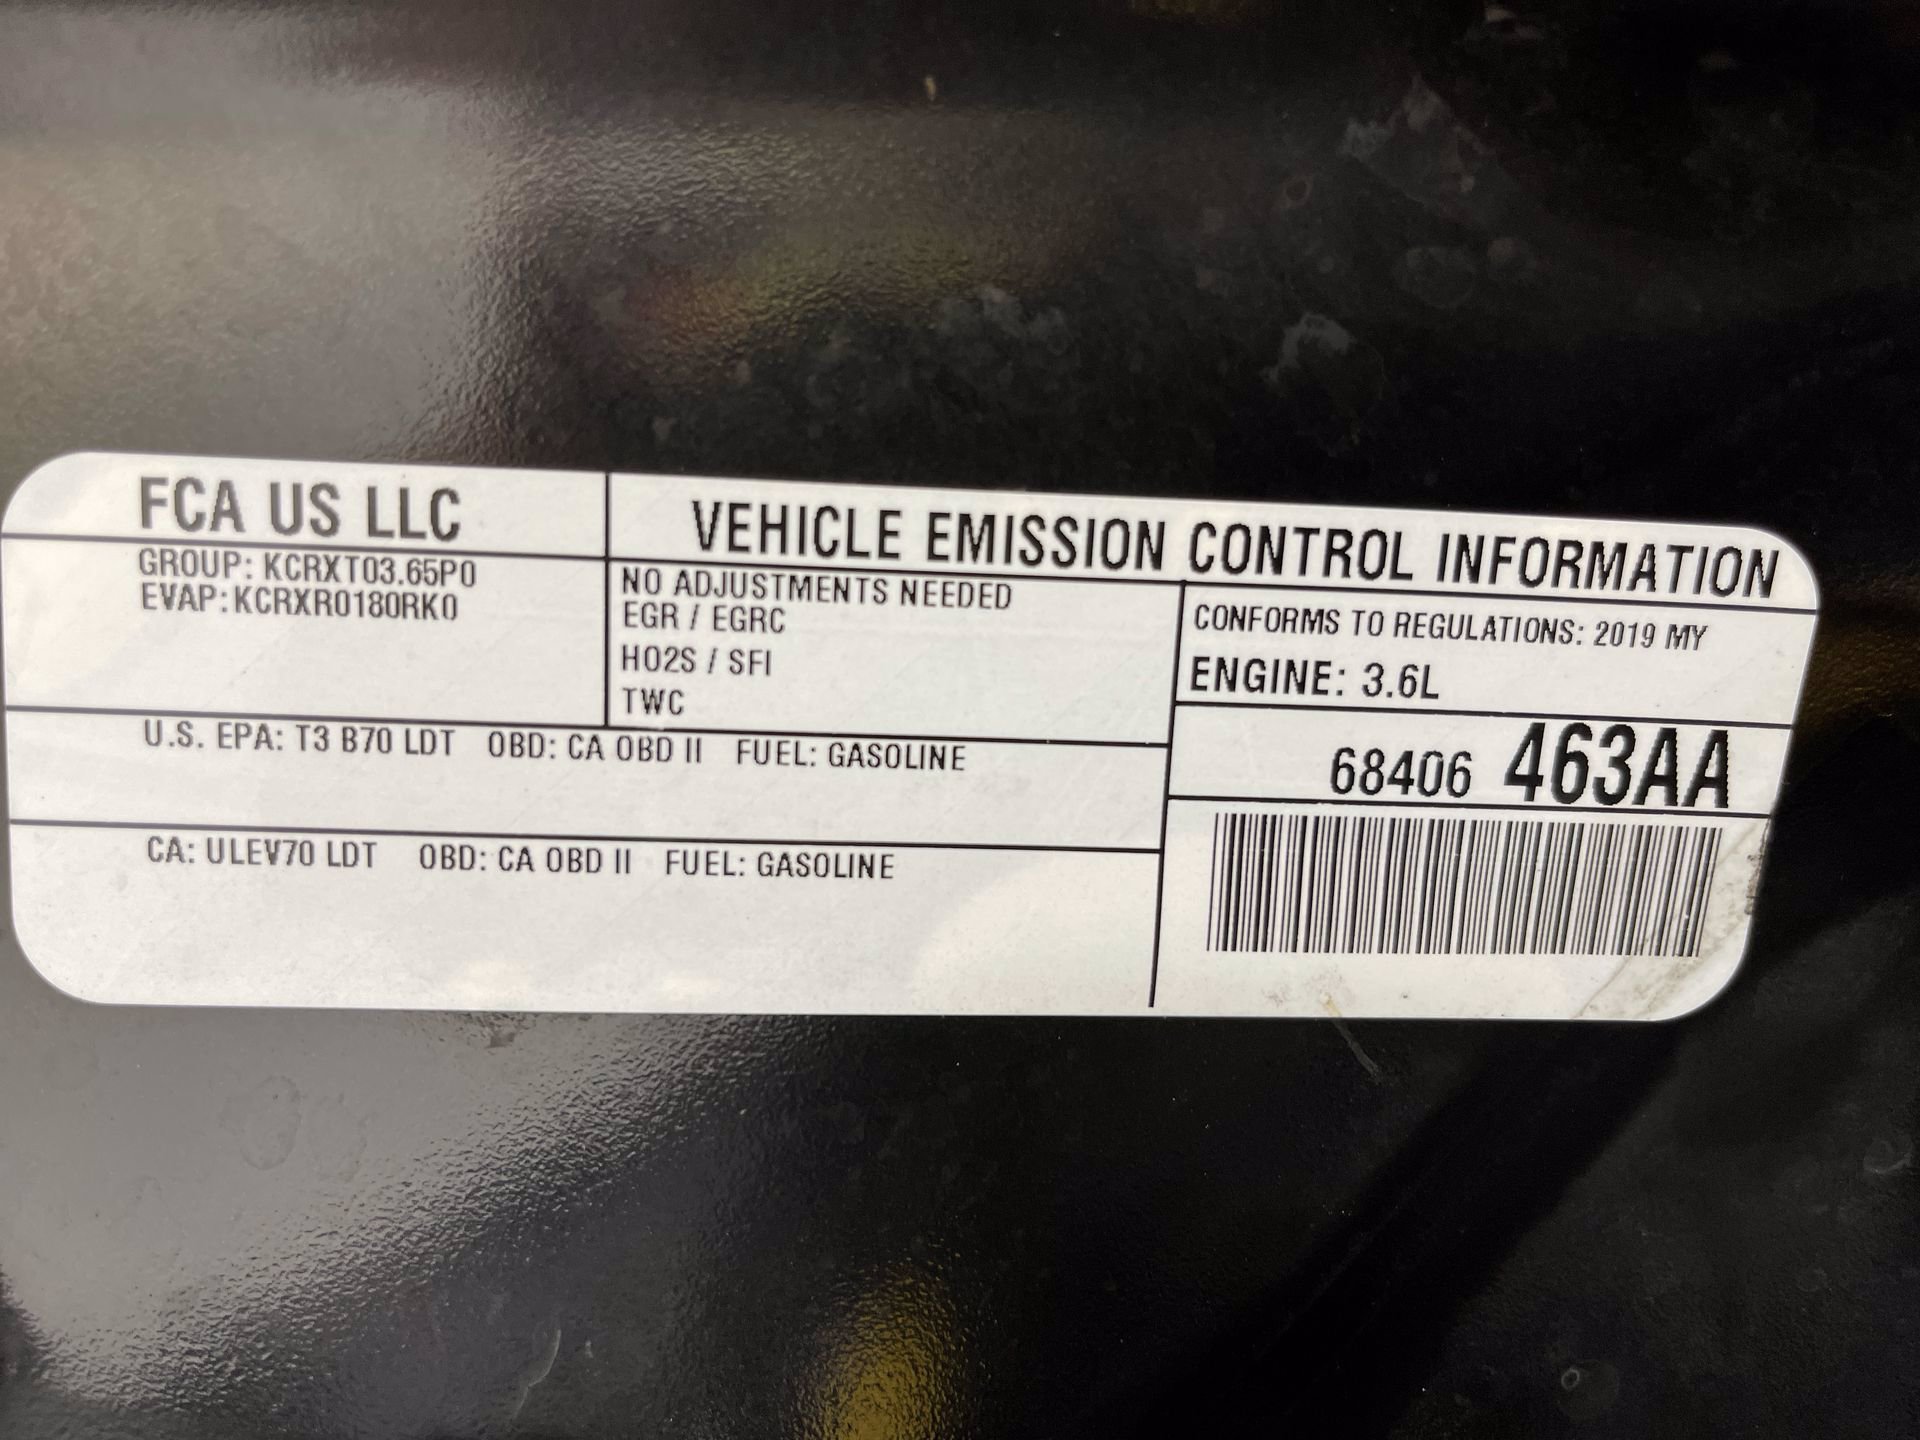 FCA US LLC
VEHICLE EMISSION CONTROL INFORMATION
GROUP: KCRXT03.65P0
EVAP: KCRXR0180RK0
NO ADJUSTMENTS NEEDED
EGR / EGRC
HO2S / SFI
TWC
CONFORMS TO REGULATIONS: 2019 MY
ENGINE: 3.6L
U.S. EPA: T3 B70 LDT OBD: CA OBD II FUEL: GASOLINE
68406 463AA
CA: ULEV70 LDT OBD: CA OBD II FUEL: GASOLINE